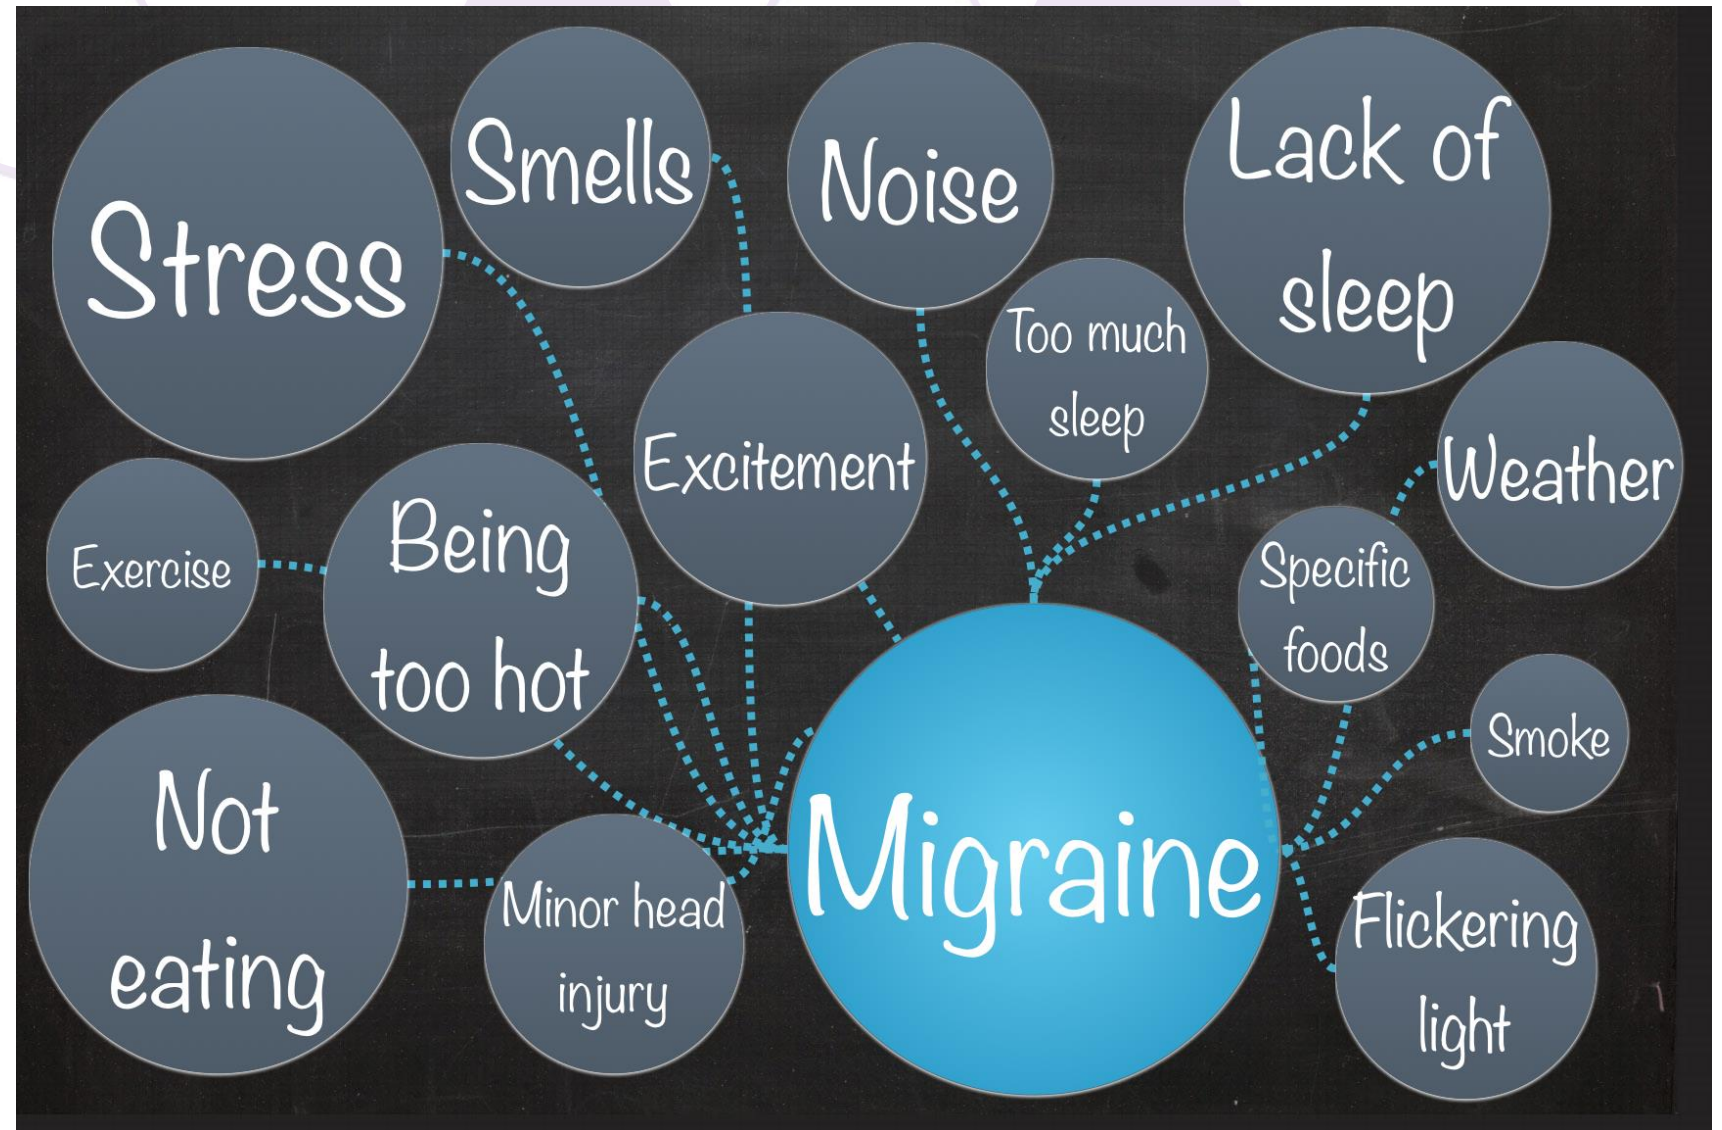 Stress
Smells
Noise
Lack of
sleep
Too much
sleep
Excitement
Weather
Exercise
Being
too hot
Specific
foods
Smoke
Not
eating
Minor head
injury
Migraine
Flickering
light